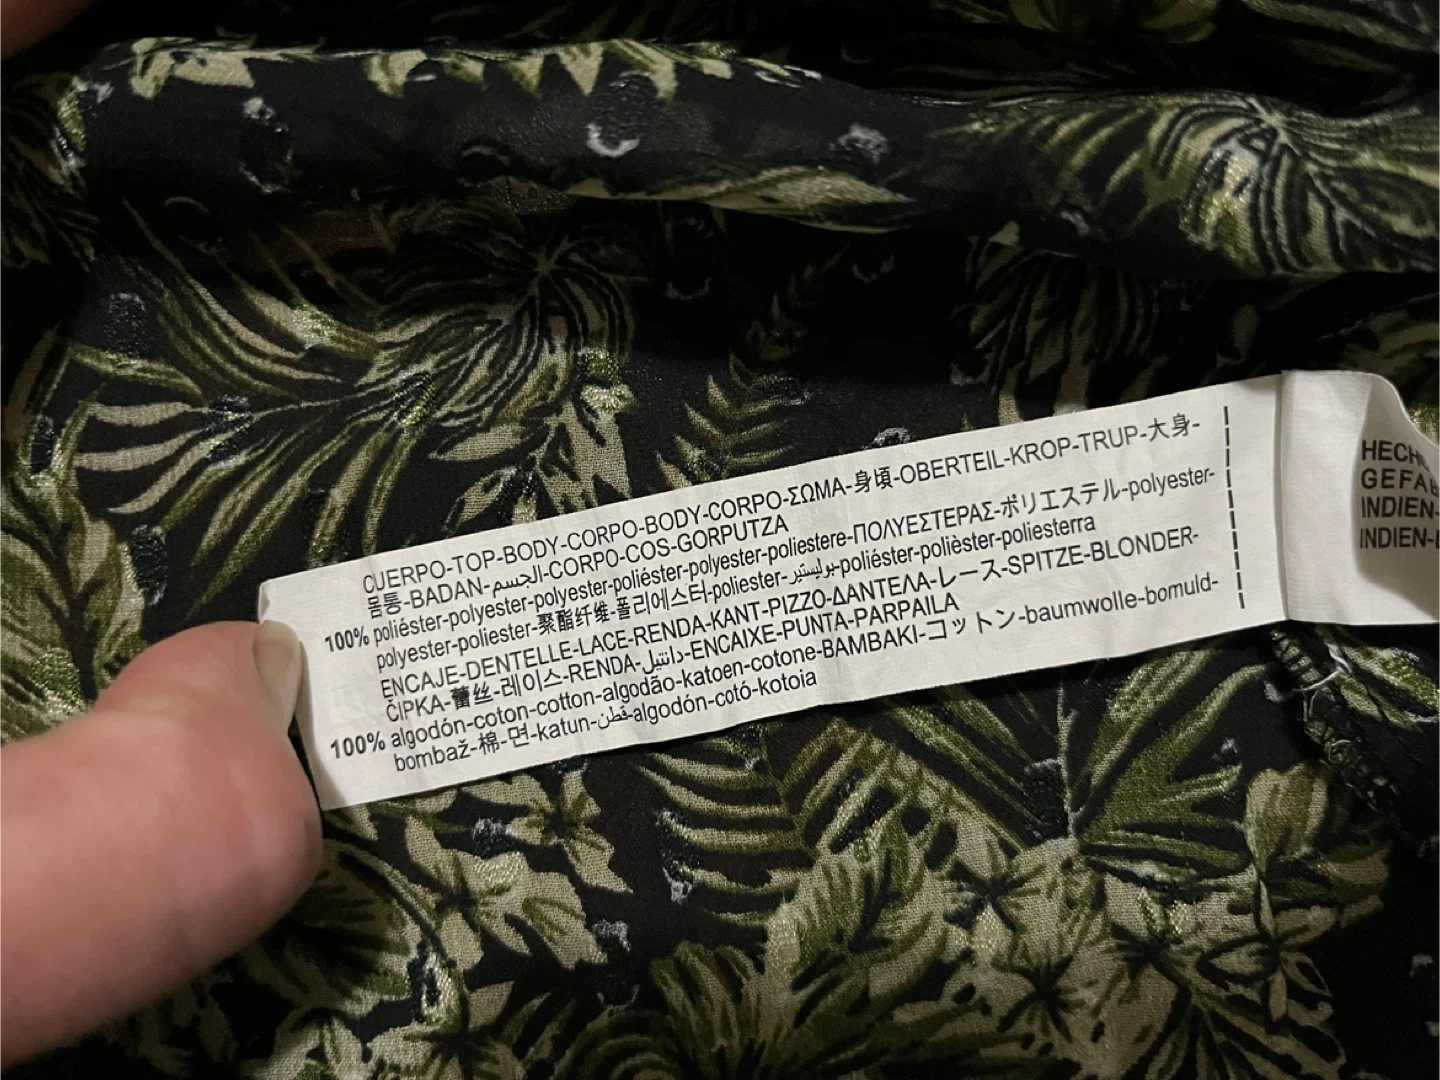 CUERPO-TOP-BODY-CORPO-BODY-CORPO-ΣΩΜΑ-身頃-OBERTEIL-KROP-TRUP-大身-
몸통-BADAN-الجسم-CORPO-COS-GORPUTZA
100% poliéster-polyester-polyester-poliéster-polyester-poliestere-ΠΟΛΥΕΣΤΕΡΑΣ-ポリエステル-polyester-
polyester-poliester-聚酯纤维-폴리에스터-poliester-بوليستير-poliéster-polièster-poliesterra
ENCAJE-DENTELLE-LACE-RENDA-KANT-PIZZO-ΔΑΝΤΕΛΑ-レース-SPITZE-BLONDER-
ČIPKA-蕾丝-레이스-RENDA-دانتيل-ENCAIXE-PUNTA-PARPAILA
100% algodón-coton-cotton-algodão-katoen-cotone-BAMBAKI-コットン-baumwolle-bomuld-
bombaž-棉-면-katun-قطن-algodón-cotó-kotoia
INDIEN-